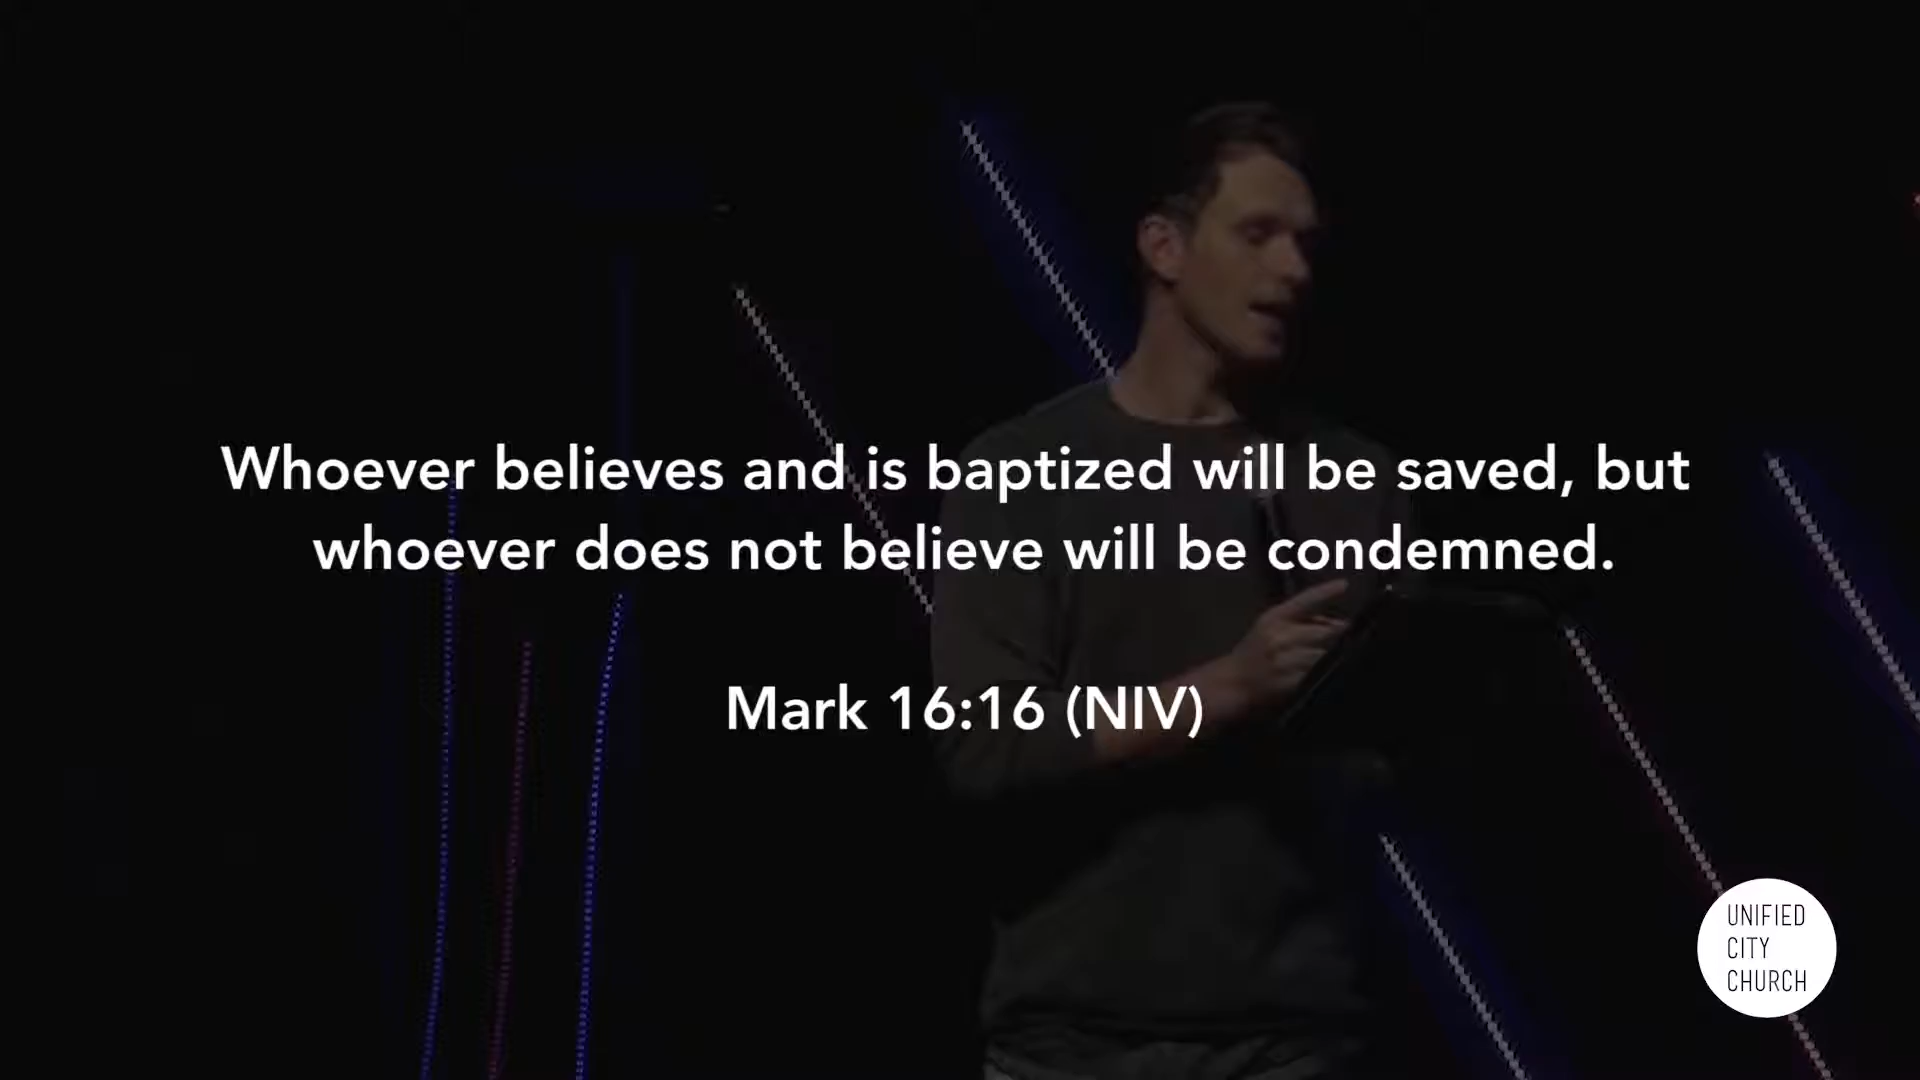 Whoever believes and is baptized will be saved, but
whoever does not believe will be condemned.
Mark 16:16 (NIV)
UNIFIED
CITY
CHURCH